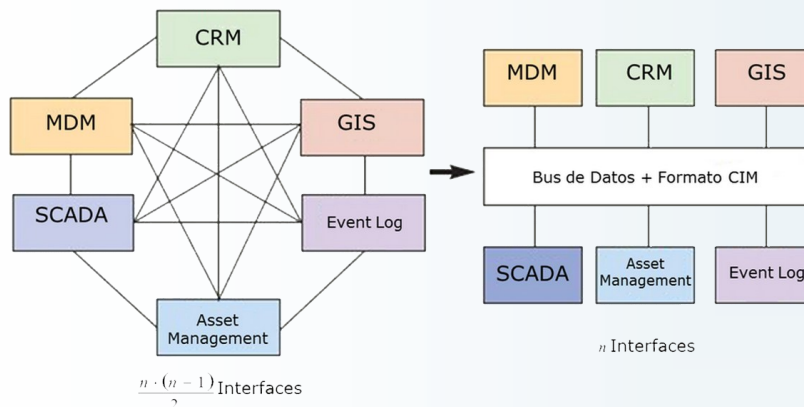 CRM
MDM
GIS
SCADA
Event Log
Asset
Management
n · (n − 1) Interfaces
2
MDM
CRM
GIS
Bus de Datos + Formato CIM
SCADA
Asset
Management
Event Log
n Interfaces